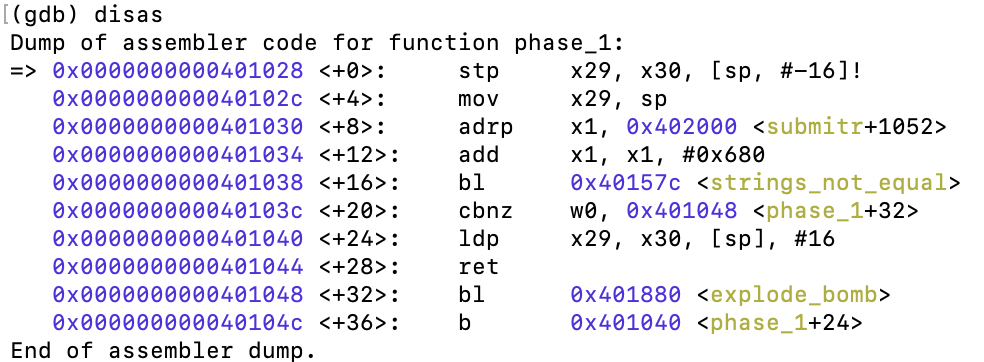 [(gdb) disas
Dump of assembler code for function phase_1:
=> 0x0000000000401028 <+0>:     stp     x29, x30, [sp, #-16]!
   0x000000000040102c <+4>:     mov     x29, sp
   0x0000000000401030 <+8>:     adrp    x1, 0x402000 <submitr+1052>
   0x0000000000401034 <+12>:    add     x1, x1, #0x680
   0x0000000000401038 <+16>:    bl      0x40157c <strings_not_equal>
   0x000000000040103c <+20>:    cbnz    w0, 0x401048 <phase_1+32>
   0x0000000000401040 <+24>:    ldp     x29, x30, [sp], #16
   0x0000000000401044 <+28>:    ret
   0x0000000000401048 <+32>:    bl      0x401880 <explode_bomb>
   0x000000000040104c <+36>:    b       0x401040 <phase_1+24>
End of assembler dump.